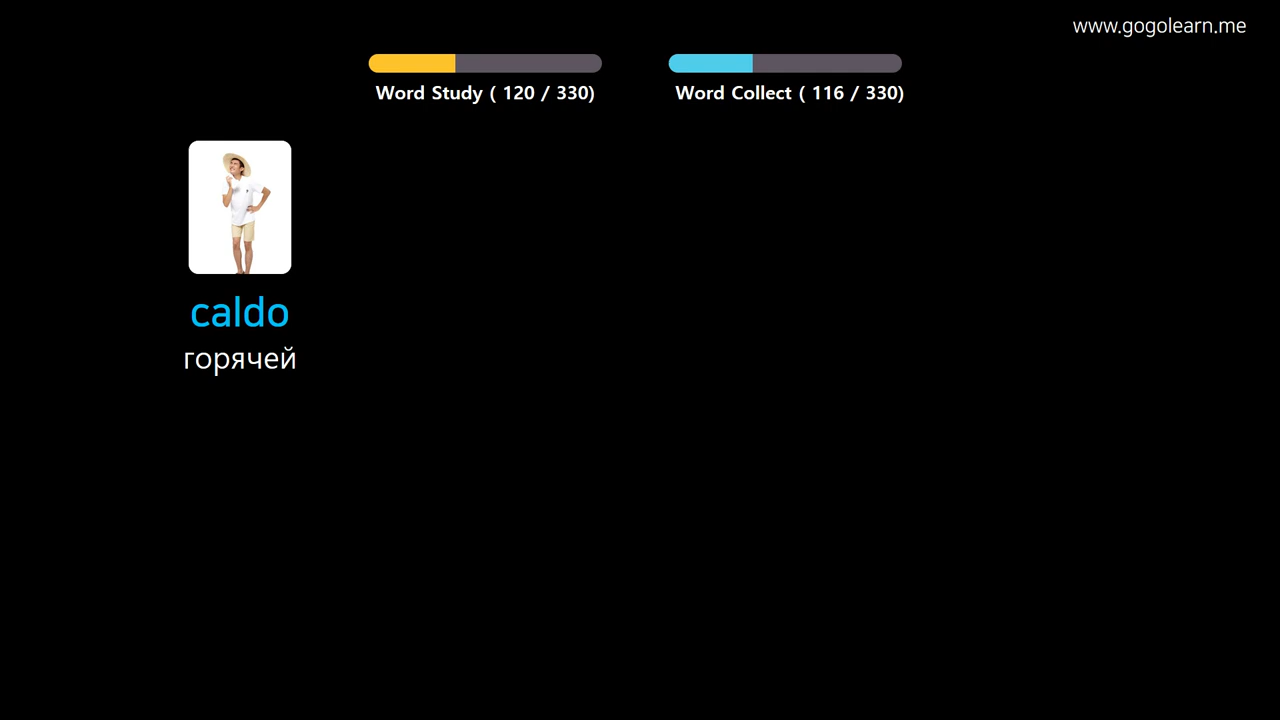 www.gogolearn.me
Word Study ( 120 / 330)
Word Collect ( 116 / 330)
caldo
горячей